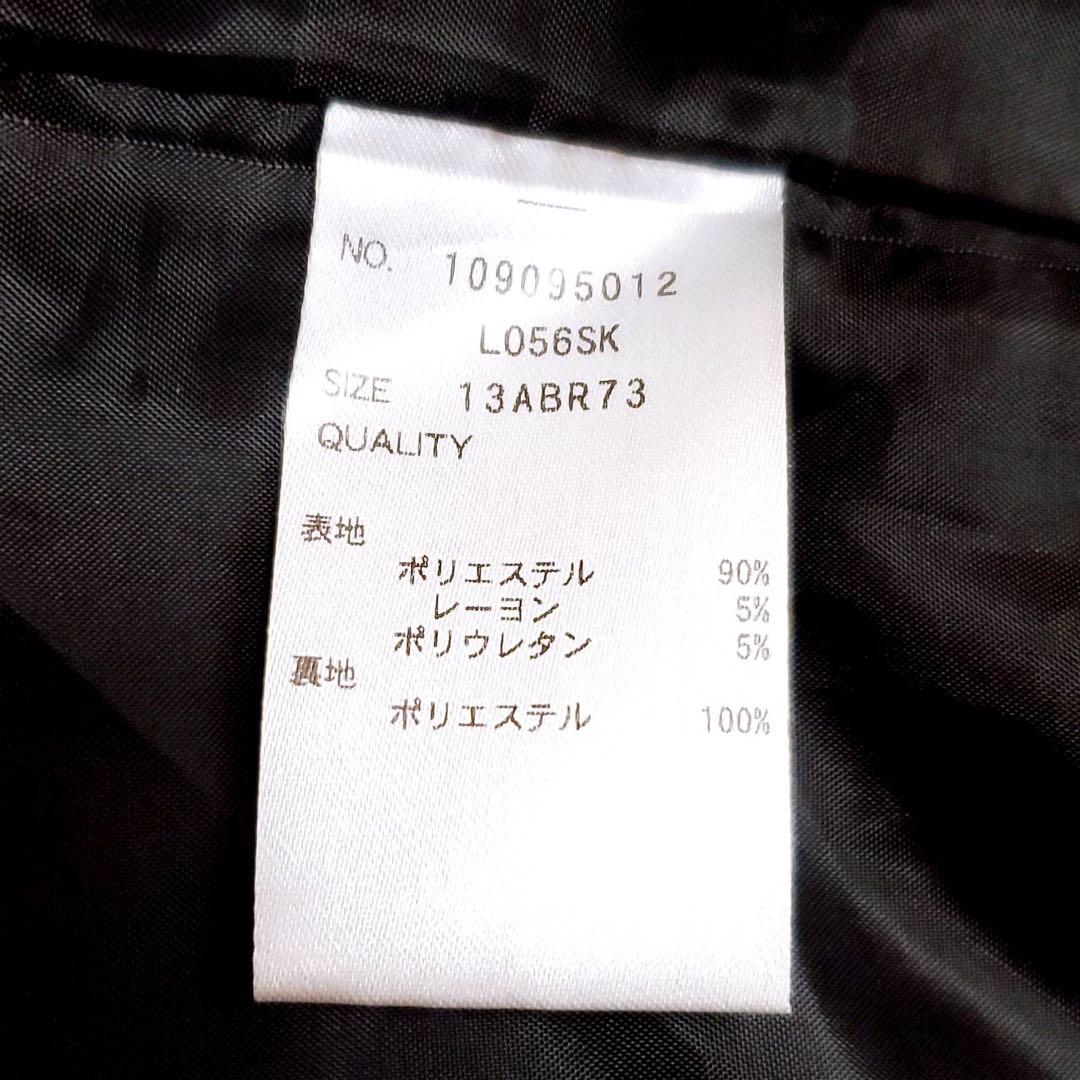 NO. 109095012
L056SK
SIZE 13ABR73
QUALITY
表地
ポリエステル 90%
レーヨン 5%
ポリウレタン 5%
裏地
ポリエステル 100%